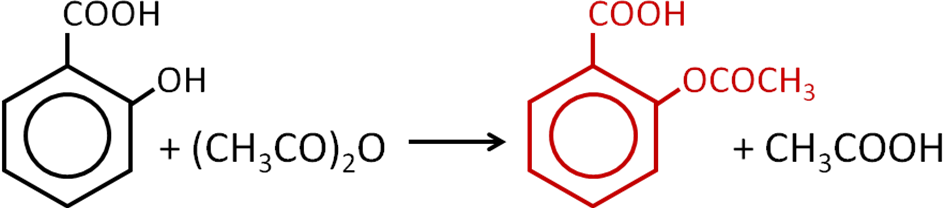 COOH COOH
OH OCOCH₃
+ (CH₃CO)₂O + CH₃COOH